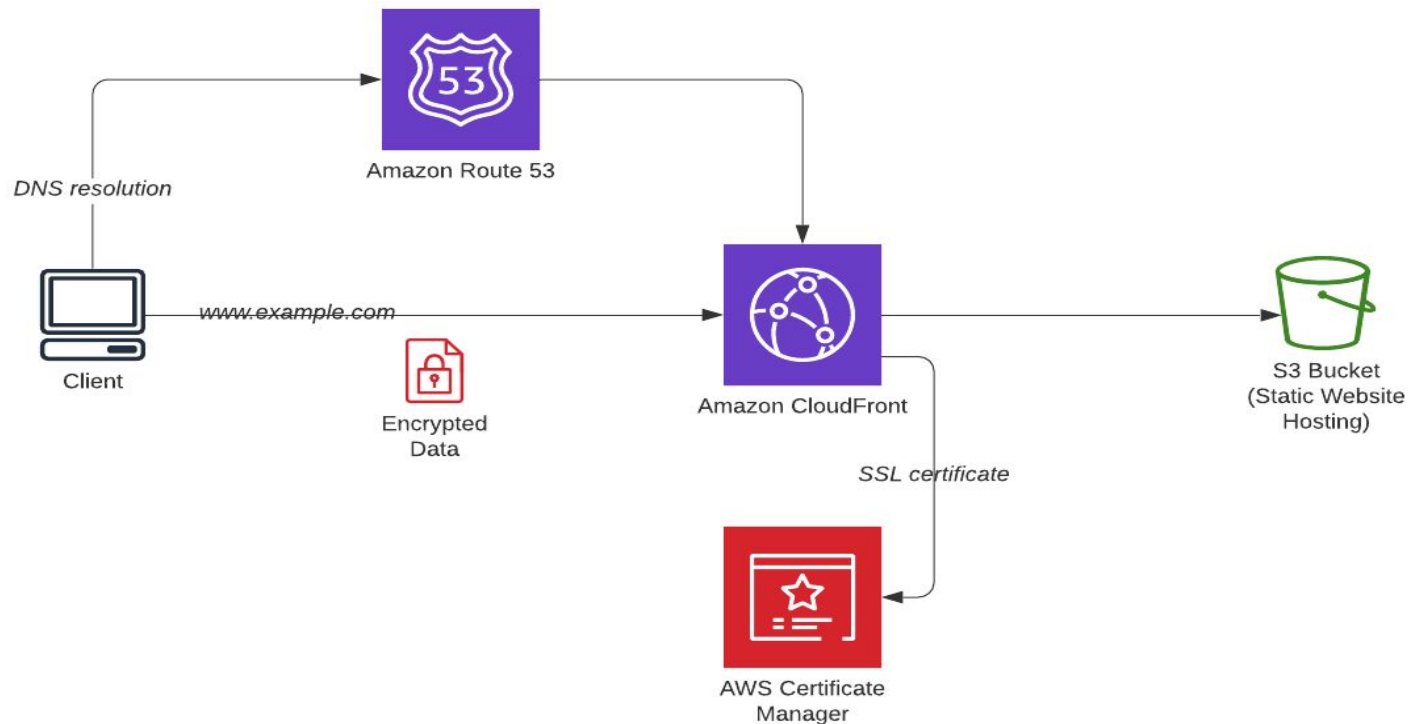 53
Amazon Route 53
DNS resolution
www.example.com
Client
Encrypted
Data
Amazon CloudFront
S3 Bucket
(Static Website
Hosting)
SSL certificate
AWS Certificate
Manager